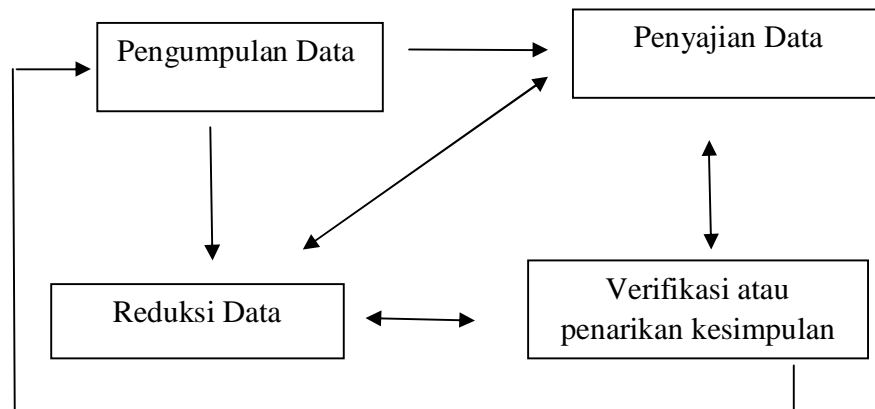 Pengumpulan Data
Penyajian Data
Reduksi Data
Verifikasi atau
penarikan kesimpulan